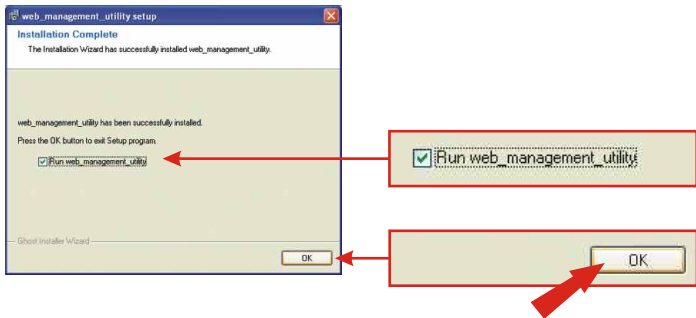 web_management_utility setup
Installation Complete
The Installation Wizard has successfully installed web_management_utility.
web_management_utility has been successfully installed.
Press the OK button to exit Setup program.
Run web_management_utility
Ghost Installer Wizard
OK
Run web_management_utility
OK